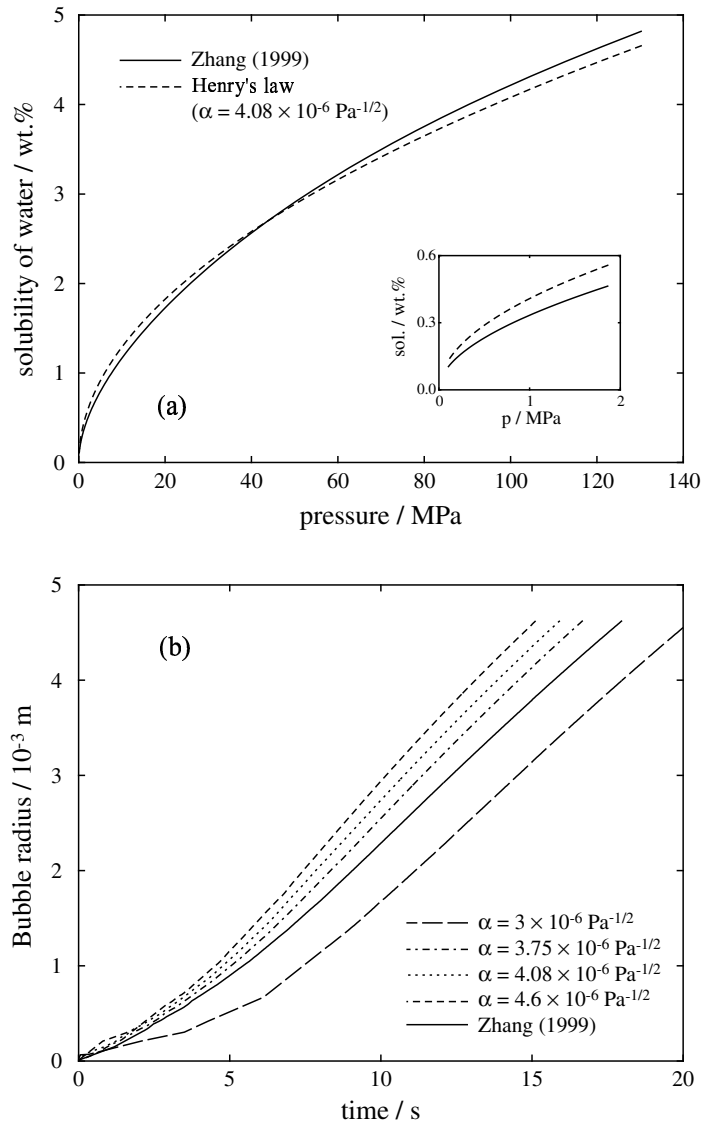 5
4
3
2
1
0
solubility of water / wt.%
Zhang (1999)
Henry's law
(α = 4.08 × 10⁻⁶ Pa⁻¹/²)
0.6
0.3
0.0
sol. / wt.%
0 1 2
p / MPa
(a)
0 20 40 60 80 100 120 140
pressure / MPa
5
4
3
2
1
0
Bubble radius / 10⁻³ m
(b)
α = 3 × 10⁻⁶ Pa⁻¹/²
α = 3.75 × 10⁻⁶ Pa⁻¹/²
α = 4.08 × 10⁻⁶ Pa⁻¹/²
α = 4.6 × 10⁻⁶ Pa⁻¹/²
Zhang (1999)
0 5 10 15 20
time / s